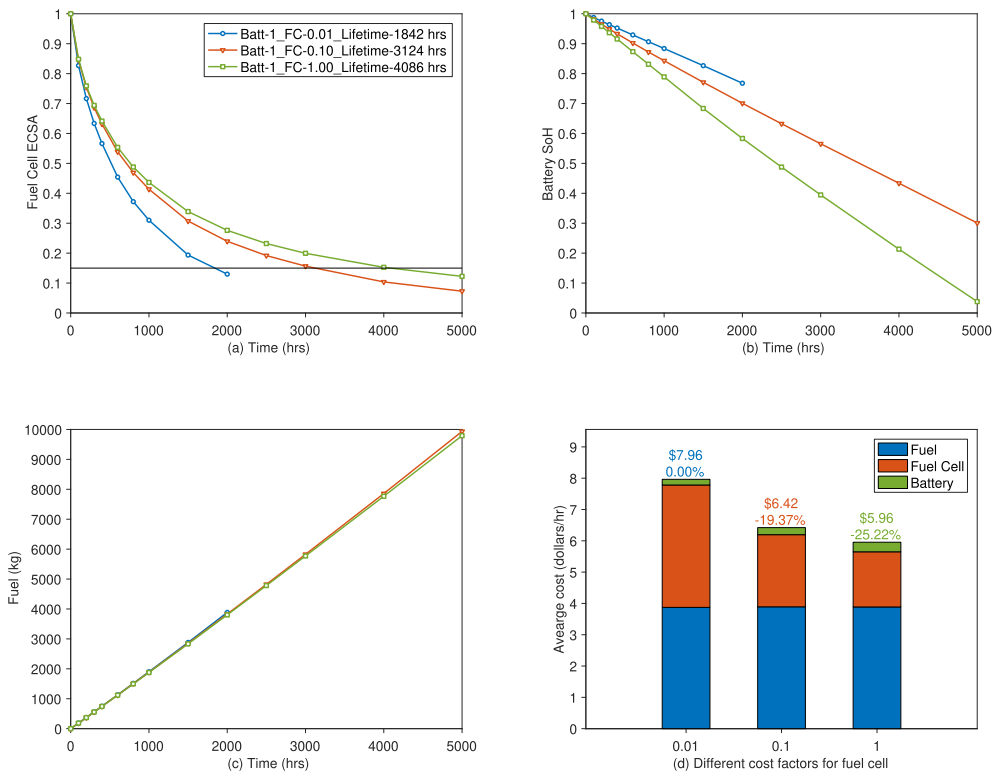 1
0.9
0.8
0.7
0.6
0.5
0.4
0.3
0.2
0.1
0
Fuel Cell ECSA
Batt-1_FC-0.01_Lifetime-1842 hrs
Batt-1_FC-0.10_Lifetime-3124 hrs
Batt-1_FC-1.00_Lifetime-4086 hrs
0 1000 2000 3000 4000 5000
(a) Time (hrs)
1
0.9
0.8
0.7
0.6
0.5
0.4
0.3
0.2
0.1
0
Battery SoH
0 1000 2000 3000 4000 5000
(b) Time (hrs)
10000
9000
8000
7000
6000
5000
4000
3000
2000
1000
0
Fuel (kg)
0 1000 2000 3000 4000 5000
(c) Time (hrs)
9
8
7
6
5
4
3
2
1
0
Avearge cost (dollars/hr)
$7.96
0.00%
$6.42
-19.37%
$5.96
-25.22%
Fuel
Fuel Cell
Battery
0.01 0.1 1
(d) Different cost factors for fuel cell